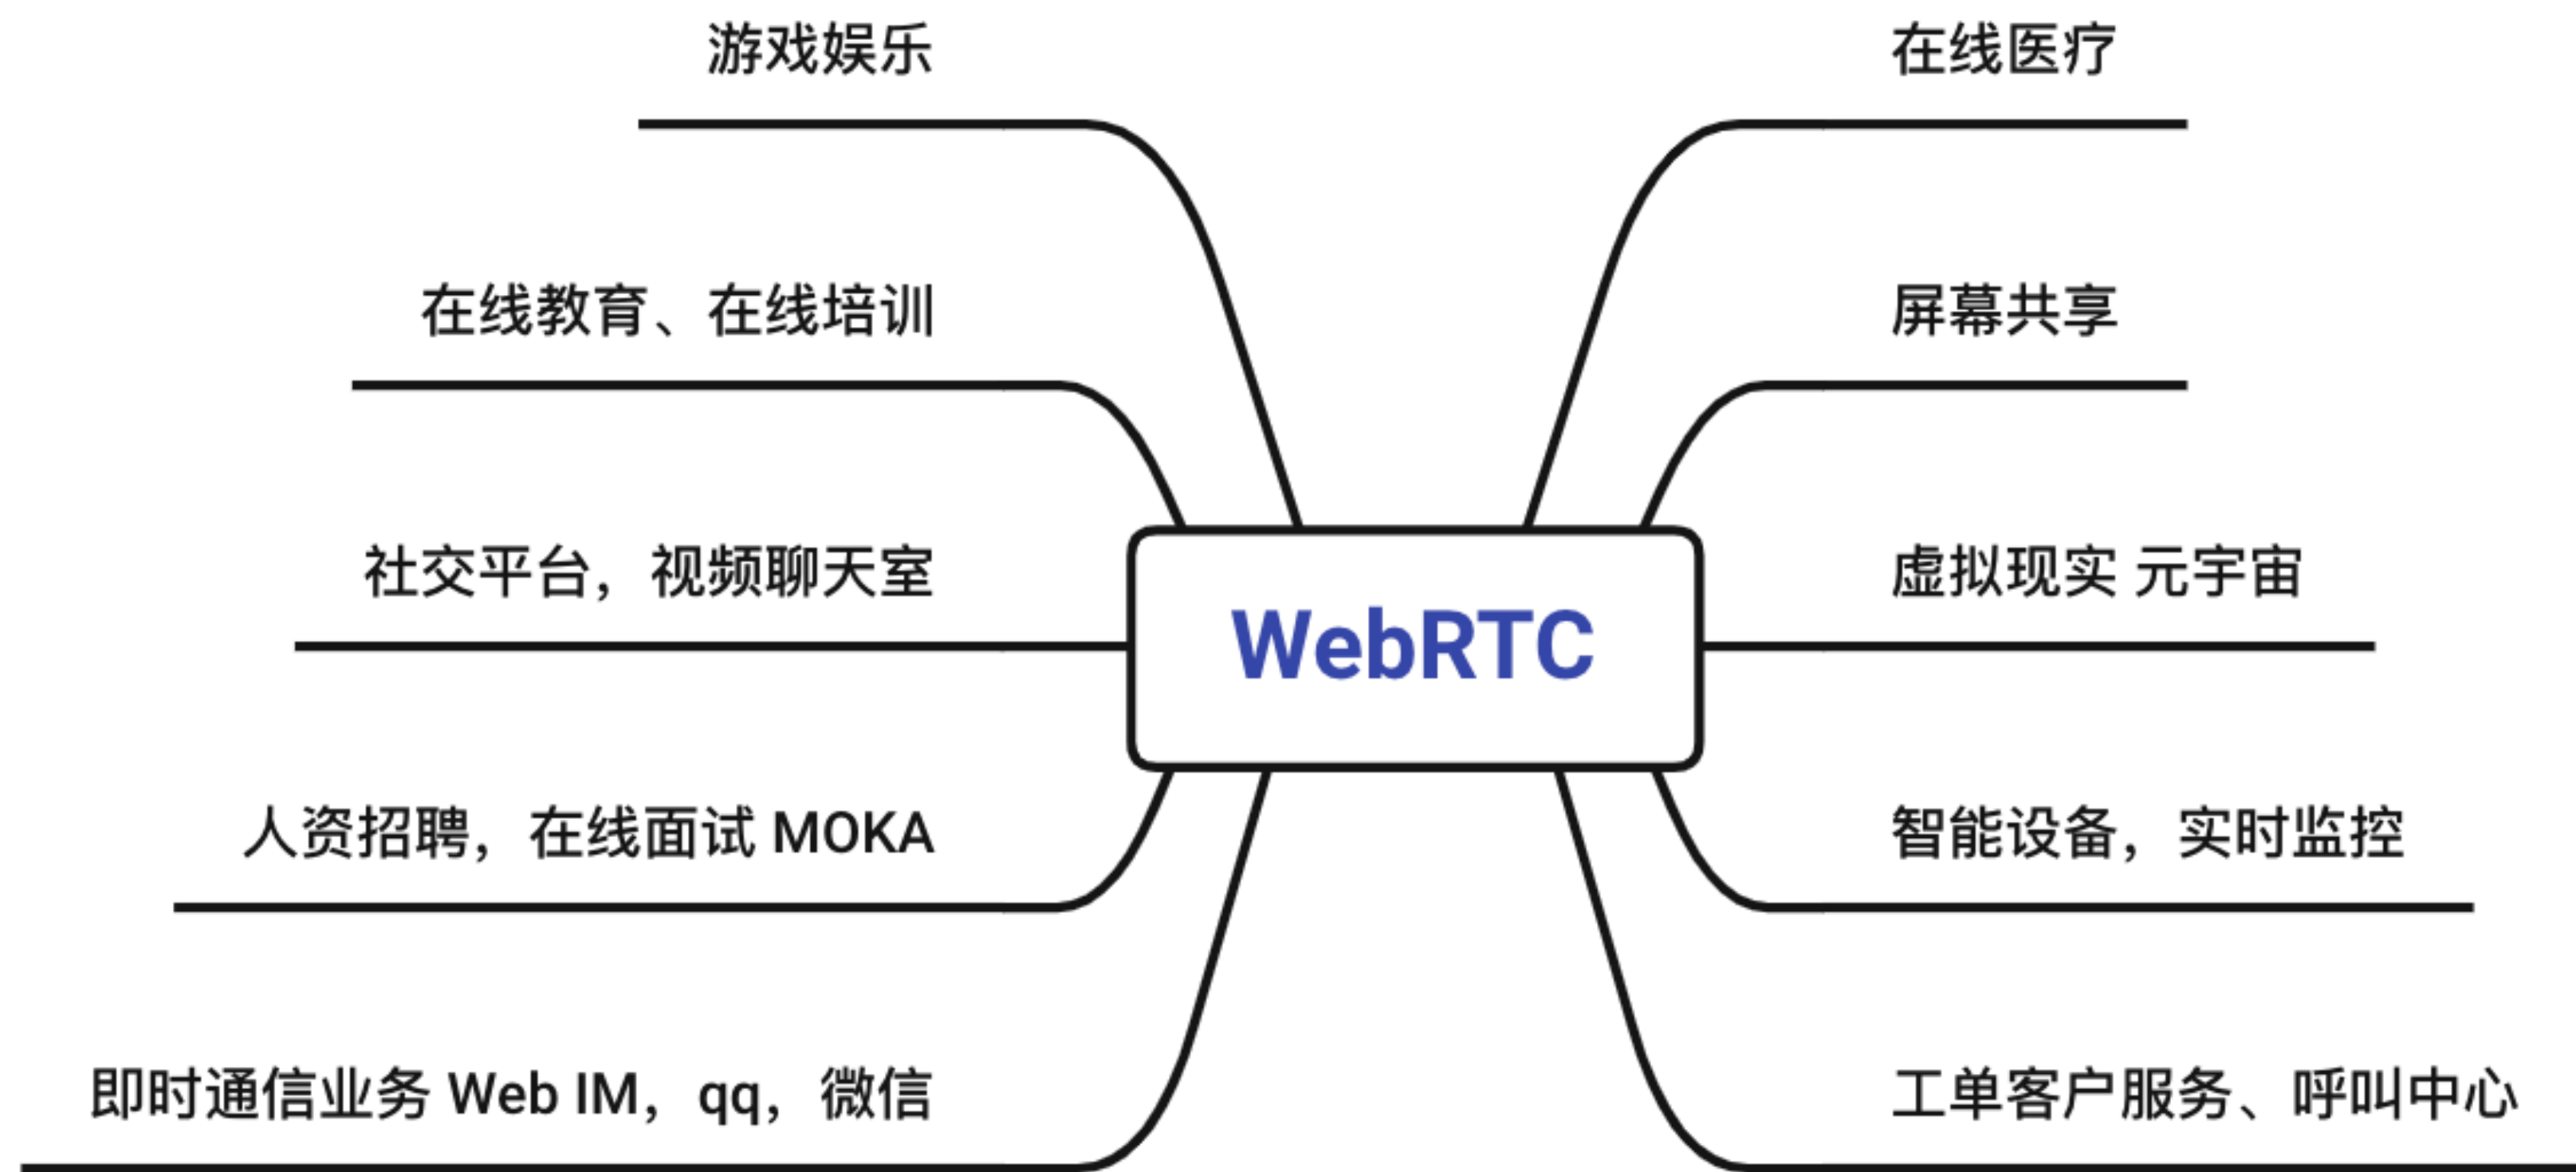 游戏娱乐
在线教育、在线培训
社交平台，视频聊天室
人资招聘，在线面试 MOKA
即时通信业务 Web IM，qq，微信
WebRTC
在线医疗
屏幕共享
虚拟现实 元宇宙
智能设备，实时监控
工单客户服务、呼叫中心